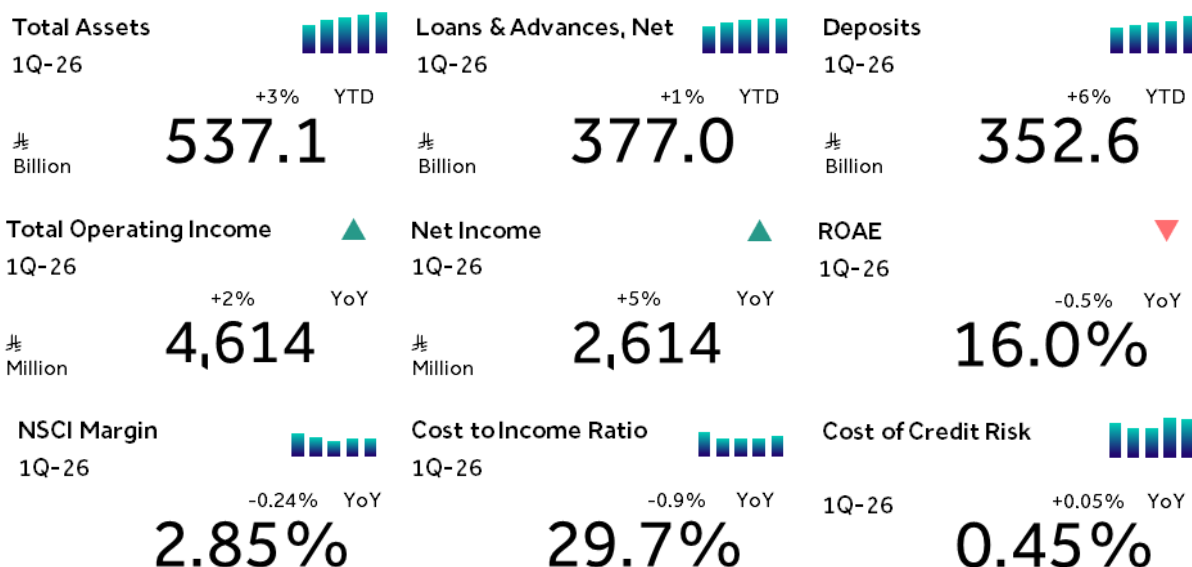 Total Assets
1Q-26
+3% YTD
⃁ Billion
537.1
Loans & Advances, Net
1Q-26
+1% YTD
⃁ Billion
377.0
Deposits
1Q-26
+6% YTD
⃁ Billion
352.6
Total Operating Income
1Q-26
+2% YoY
⃁ Million
4,614
Net Income
1Q-26
+5% YoY
⃁ Million
2,614
ROAE
1Q-26
-0.5% YoY
16.0%
NSCI Margin
1Q-26
-0.24% YoY
2.85%
Cost to Income Ratio
1Q-26
-0.9% YoY
29.7%
Cost of Credit Risk
1Q-26
+0.05% YoY
0.45%